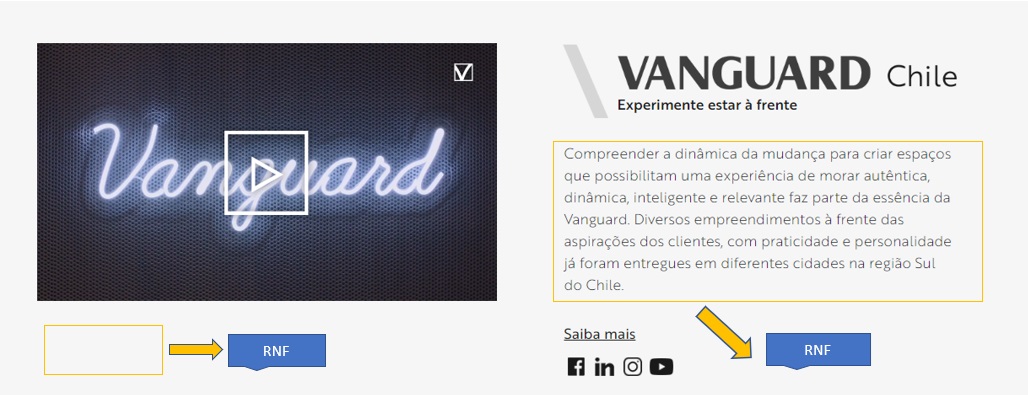 Vanguard
RNF
VANGUARD Chile
Experimente estar à frente
Compreender a dinâmica da mudança para criar espaços
que possibilitam uma experiência de morar autêntica,
dinâmica, inteligente e relevante faz parte da essência da
Vanguard. Diversos empreendimentos à frente das
aspirações dos clientes, com praticidade e personalidade
já foram entregues em diferentes cidades na região Sul
do Chile.
Saiba mais
RNF